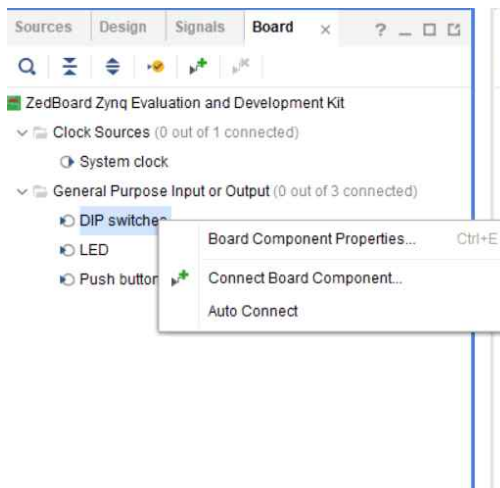 Sources Design Signals Board × ? _
ZedBoard Zynq Evaluation and Development Kit
Clock Sources (0 out of 1 connected)
System clock
General Purpose Input or Output (0 out of 3 connected)
DIP switches
LED
Push button
Board Component Properties... Ctrl+E
Connect Board Component...
Auto Connect